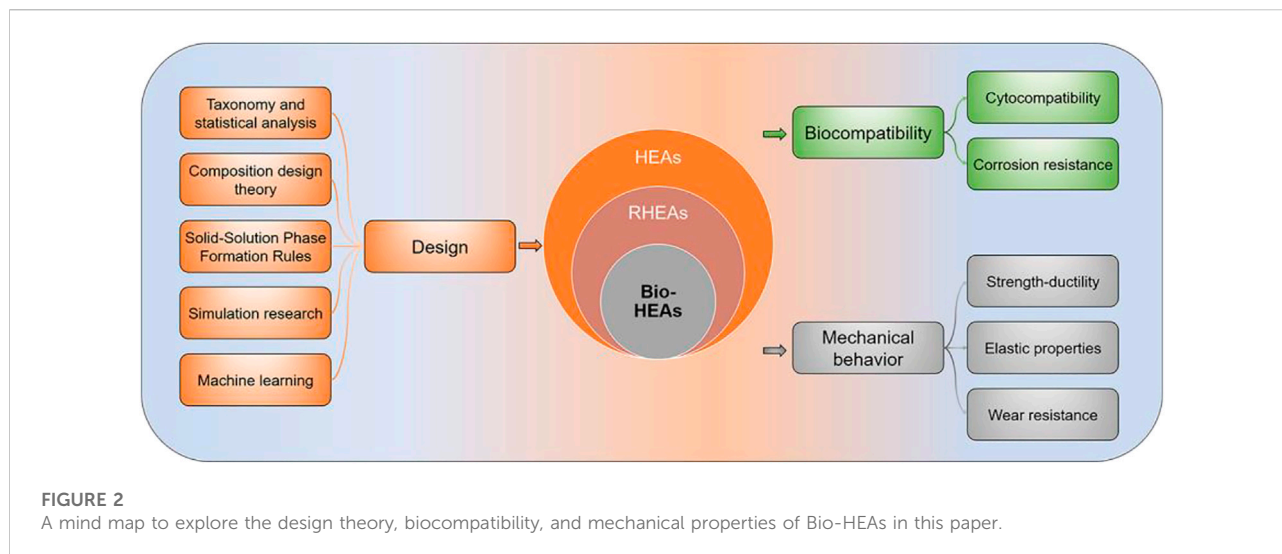 Taxonomy and
statistical analysis
Composition design
theory
Solid-Solution Phase
Formation Rules
Simulation research
Machine learning
Design
HEAs
RHEAs
Bio-
HEAs
Biocompatibility
Cytocompatibility
Corrosion resistance
Mechanical
behavior
Strength-ductility
Elastic properties
Wear resistance
FIGURE 2
A mind map to explore the design theory, biocompatibility, and mechanical properties of Bio-HEAs in this paper.